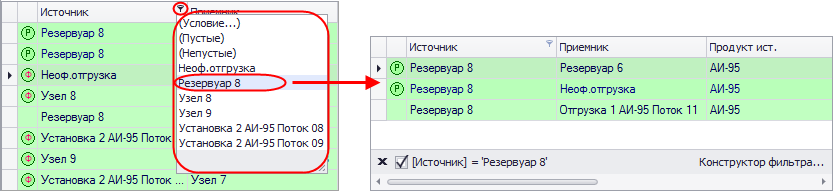 Источник Приемник
Р Резервуар 8
Р Резервуар 8
Ф Неоф.отгрузка
Ф Узел 8
Резервуар 8
Ф Установка 2 АИ-95 Поток
Ф Узел 9
Ф Установка 2 АИ-95 Поток ... Узел 7
(Условие...)
(Пустые)
(Непустые)
Неоф.отгрузка
Резервуар 8
Узел 8
Узел 9
Установка 2 АИ-95 Поток 08
Установка 2 АИ-95 Поток 09
Источник Приемник Продукт ист.
Р Резервуар 8 Резервуар 6 АИ-95
Р Резервуар 8 Неоф.отгрузка АИ-95
Резервуар 8 Отгрузка 1 АИ-95 Поток 11 АИ-95
[Источник] = 'Резервуар 8' Конструктор фильтра...